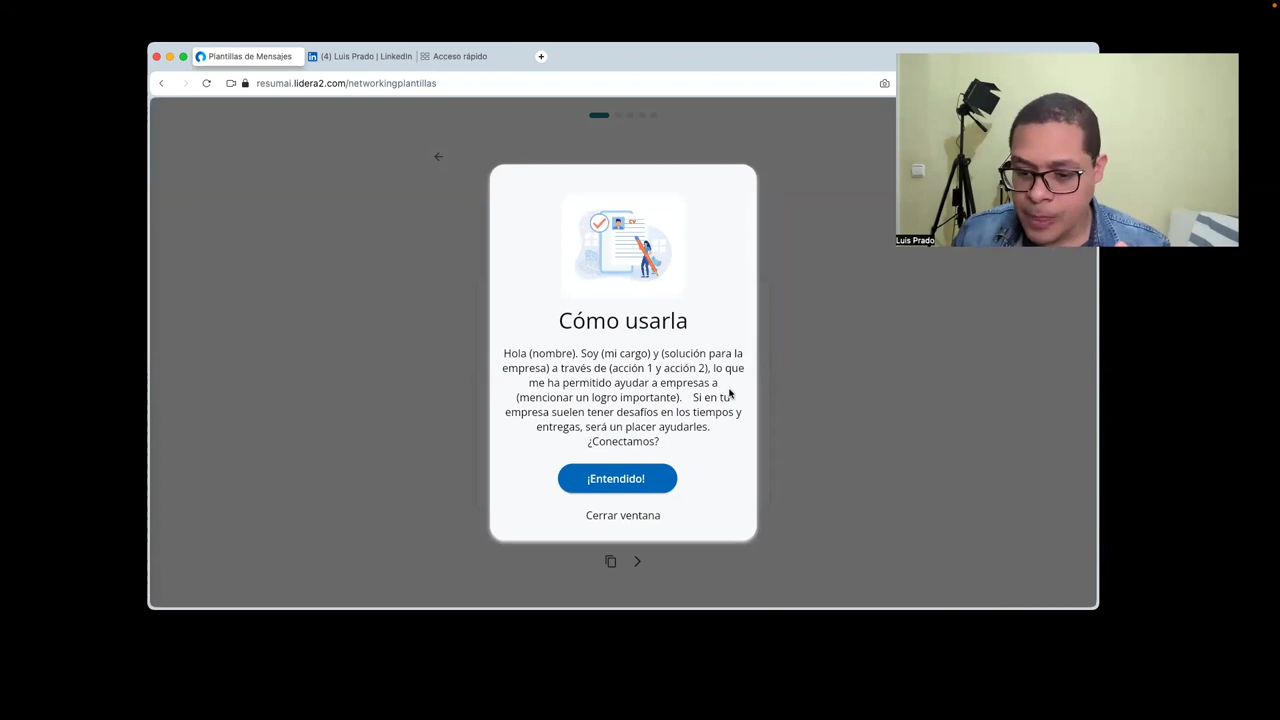 Plantillas de Mensajes
(4) Luis Prado | LinkedIn
Acceso rápido
resumai.lidera2.com/networkingplantillas
Luis Prado
CV
Cómo usarla
Hola (nombre). Soy (mi cargo) y (solución para la
empresa) a través de (acción 1 y acción 2), lo que
me ha permitido ayudar a empresas a
(mencionar un logro importante). Si en tu
empresa suelen tener desafíos en los tiempos y
entregas, será un placer ayudarles.
¿Conectamos?
¡Entendido!
Cerrar ventana